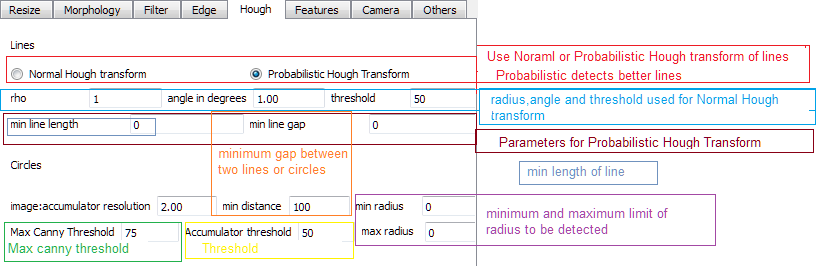 Resize Morphology Filter Edge Hough Features Camera Others
Lines
Use Noraml or Probabilistic Hough transform of lines
Probabilistic detects better lines
Normal Hough transform Probabilistic Hough Transform
rho 1 angle in degrees 1.00 threshold 50
radius,angle and threshold used for Normal Hough
transform
min line length 0 min line gap 0
Parameters for Probabilistic Hough Transform
minimum gap between
two lines or circles
Circles
min length of line
image:accumulator resolution 2.00 min distance 100 min radius 0
minimum and maximum limit of
radius to be detected
Max Canny Threshold 75 Accumulator threshold 50 max radius 0
Max canny threshold
Threshold